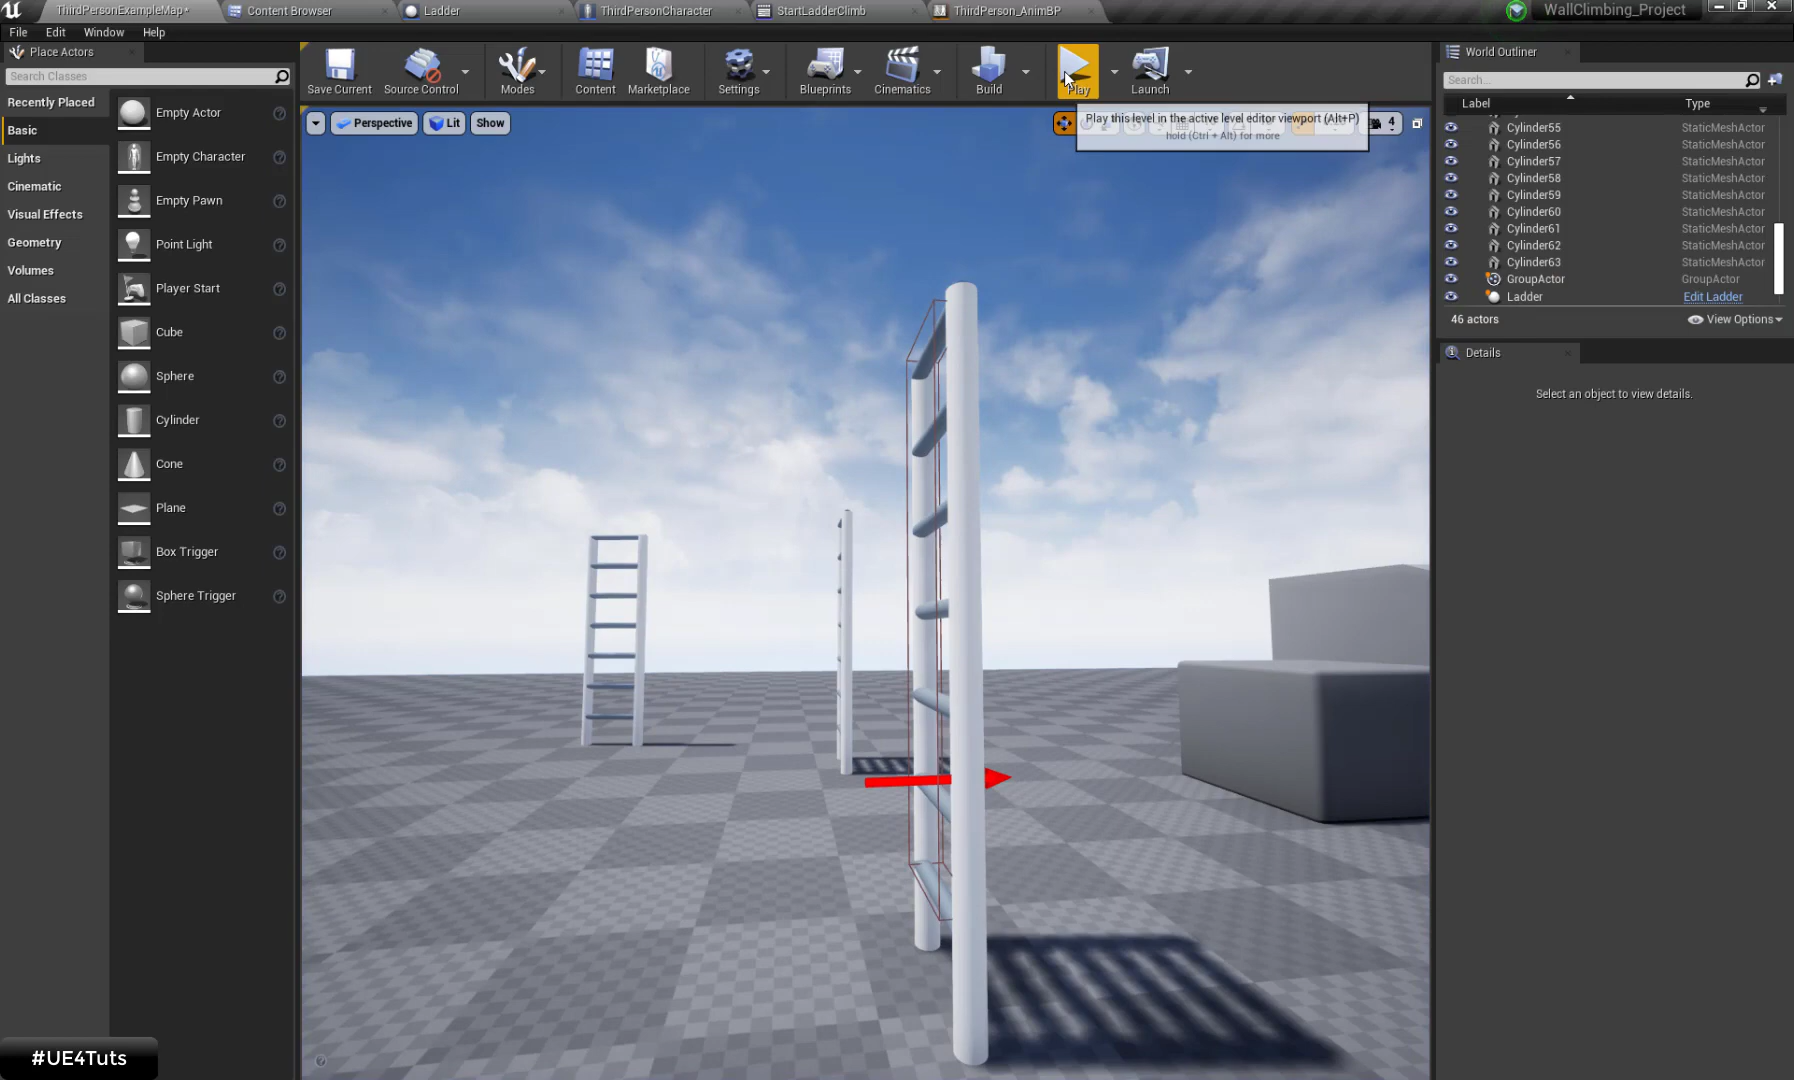 ThirdPersonExampleMap*
Content Browser
Ladder
ThirdPersonCharacter
StartLadderClimb
ThirdPerson_AnimBP
WallClimbing_Project
File
Edit
Window
Help
Place Actors
Search Classes
Recently Placed
Basic
Lights
Cinematic
Visual Effects
Geometry
Volumes
All Classes
Empty Actor
Empty Character
Empty Pawn
Point Light
Player Start
Cube
Sphere
Cylinder
Cone
Plane
Box Trigger
Sphere Trigger
Save Current
Source Control
Modes
Content
Marketplace
Settings
Blueprints
Cinematics
Build
Play
Launch
Perspective
Lit
Show
Play this level in the active level editor viewport (Alt+P)
hold (Ctrl + Alt) for more
4
World Outliner
Search...
Label
Type
Cylinder55 StaticMeshActor
Cylinder56 StaticMeshActor
Cylinder57 StaticMeshActor
Cylinder58 StaticMeshActor
Cylinder59 StaticMeshActor
Cylinder60 StaticMeshActor
Cylinder61 StaticMeshActor
Cylinder62 StaticMeshActor
Cylinder63 StaticMeshActor
GroupActor GroupActor
Ladder Edit Ladder
46 actors
View Options
Details
Select an object to view details.
#UE4Tuts